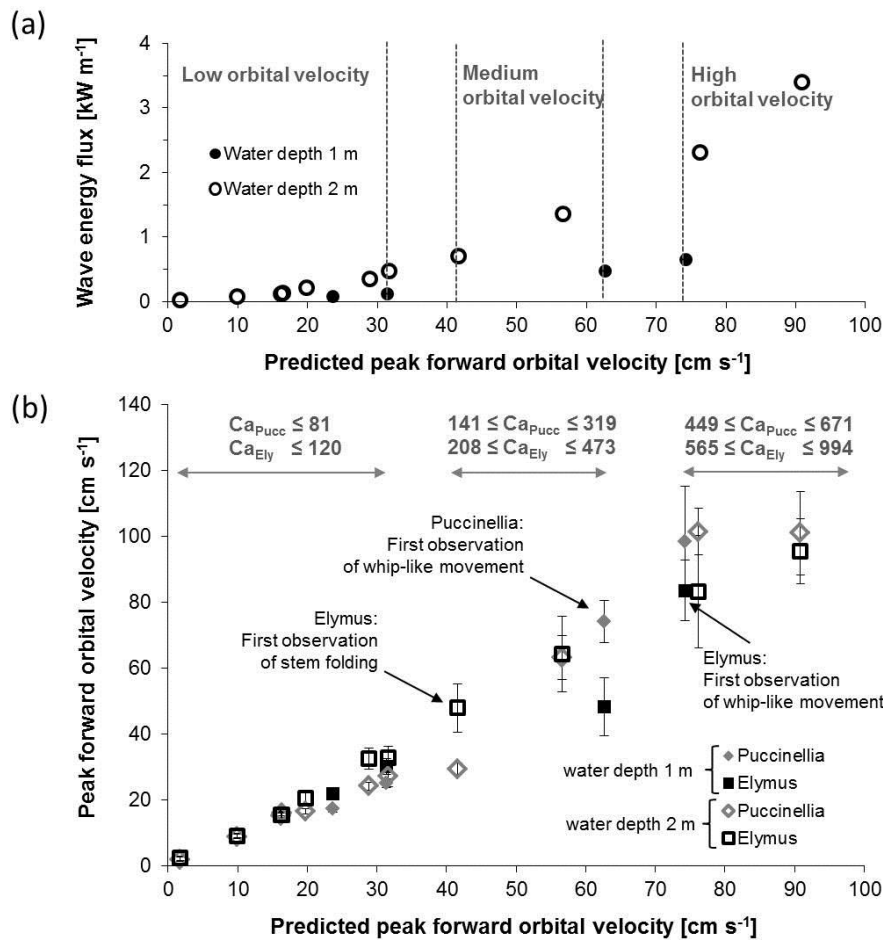 (a)
Wave energy flux [kW m⁻¹]
4
3
2
1
0
Low orbital velocity
Medium
orbital velocity
High
orbital velocity
Water depth 1 m
Water depth 2 m
0 10 20 30 40 50 60 70 80 90 100
Predicted peak forward orbital velocity [cm s⁻¹]
(b)
Peak forward orbital velocity [cm s⁻¹]
140
120
100
80
60
40
20
0
Ca_Pucc ≤ 81
Ca_Ely ≤ 120
141 ≤ Ca_Pucc ≤ 319
208 ≤ Ca_Ely ≤ 473
449 ≤ Ca_Pucc ≤ 671
565 ≤ Ca_Ely ≤ 994
Puccinellia:
First observation
of whip-like movement
Elymus:
First observation
of stem folding
Elymus:
First observation
of whip-like movement
water depth 1 m
Puccinellia
Elymus
water depth 2 m
Puccinellia
Elymus
0 10 20 30 40 50 60 70 80 90 100
Predicted peak forward orbital velocity [cm s⁻¹]